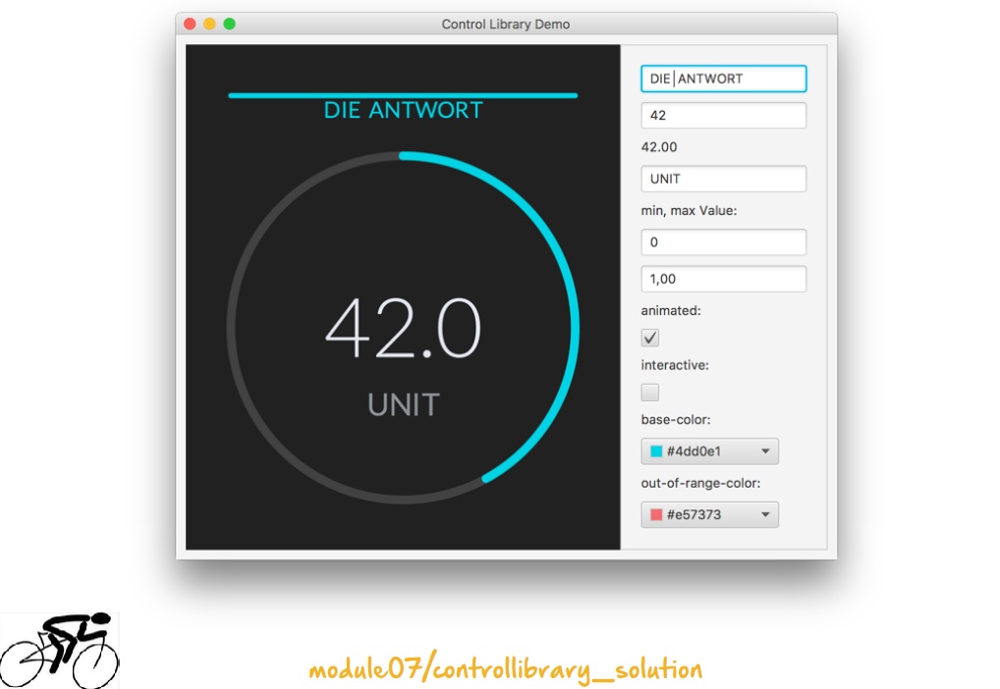 Control Library Demo
DIE ANTWORT
42.0
UNIT
DIE ANTWORT
42
42.00
UNIT
min, max Value:
0
1,00
animated:
interactive:
base-color:
#4dd0e1
out-of-range-color:
#e57373
module07/controllibrary_solution